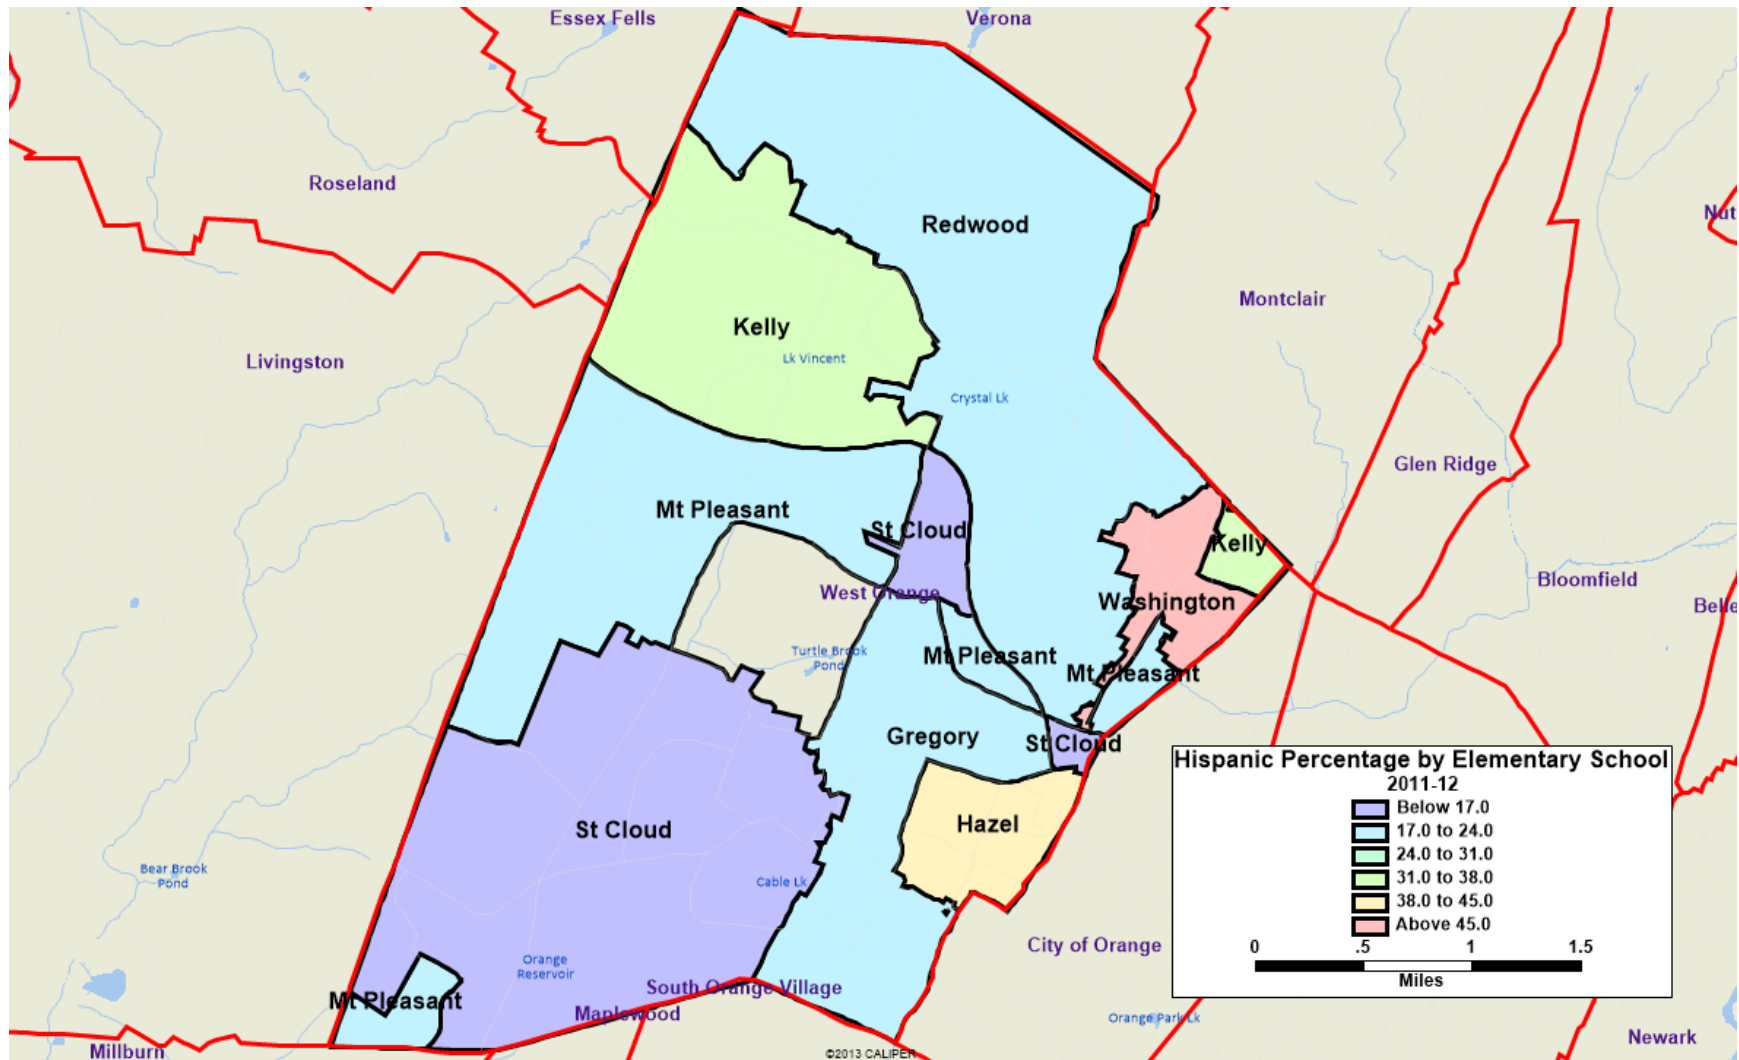 Essex Fells
Verona
Roseland
Nut
Redwood
Montclair
Kelly
Livingston
Lk Vincent
Crystal Lk
Glen Ridge
Mt Pleasant
St Cloud
Kelly
Bloomfield
West Orange
Washington
Belle
Turtle Brook
Pond
Mt Pleasant
Mt Pleasant
Gregory
St Cloud
Hispanic Percentage by Elementary School
2011-12
Below 17.0
17.0 to 24.0
24.0 to 31.0
31.0 to 38.0
38.0 to 45.0
Above 45.0
0 .5 1 1.5
Miles
St Cloud
Hazel
Bear Brook
Pond
Cable Lk
City of Orange
Orange
Reservoir
South Orange Village
Mt Pleasant
Maplewood
Orange Park Lk
Newark
Millburn
©2013 CALIPER